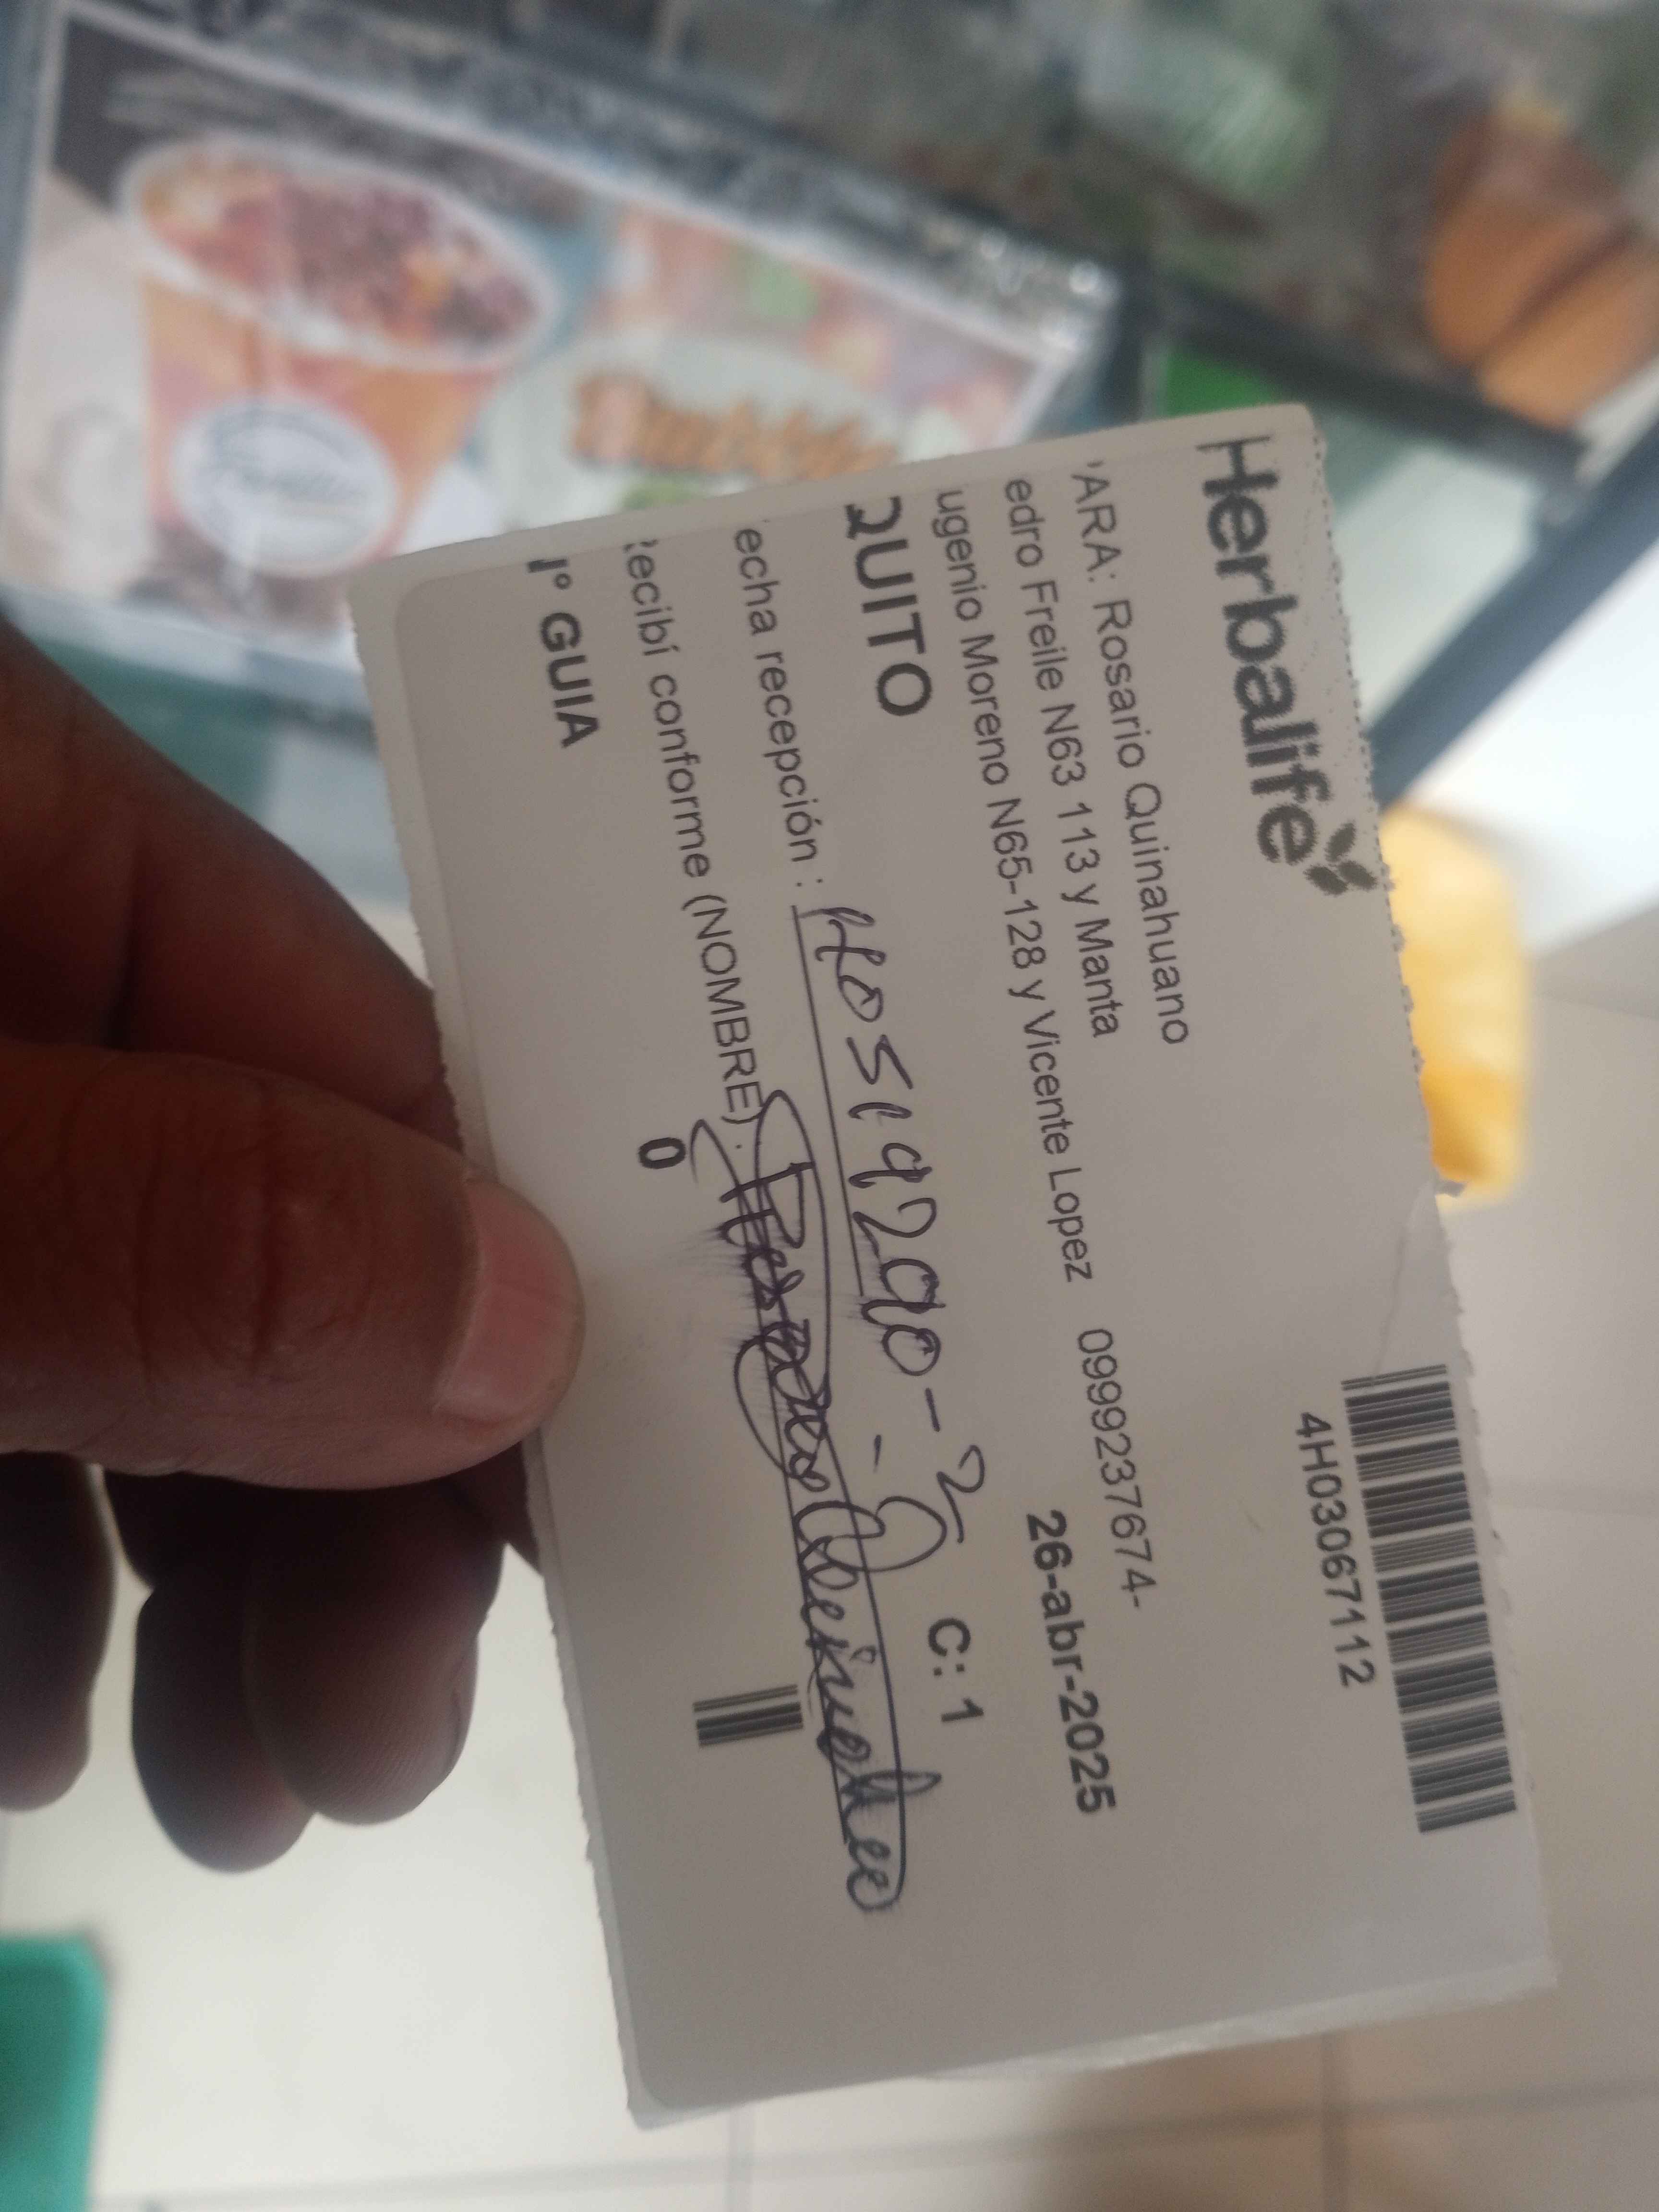 Herbalife
4H03067112
'ARA: Rosario Quinahuano
edro Freile N63 113 y Manta 0999237674-
ugenio Moreno N65-128 y Vicente Lopez 26-abr-2025
QUITO C: 1
echa recepción :
Recibí conforme (NOMBRE).
0
N° GUIA